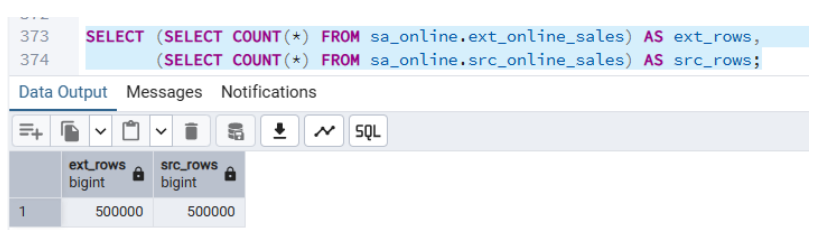 372
373 SELECT (SELECT COUNT(*) FROM sa_online.ext_online_sales) AS ext_rows,
374 (SELECT COUNT(*) FROM sa_online.src_online_sales) AS src_rows;
Data Output Messages Notifications
SQL
ext_rows src_rows
bigint bigint
1 500000 500000